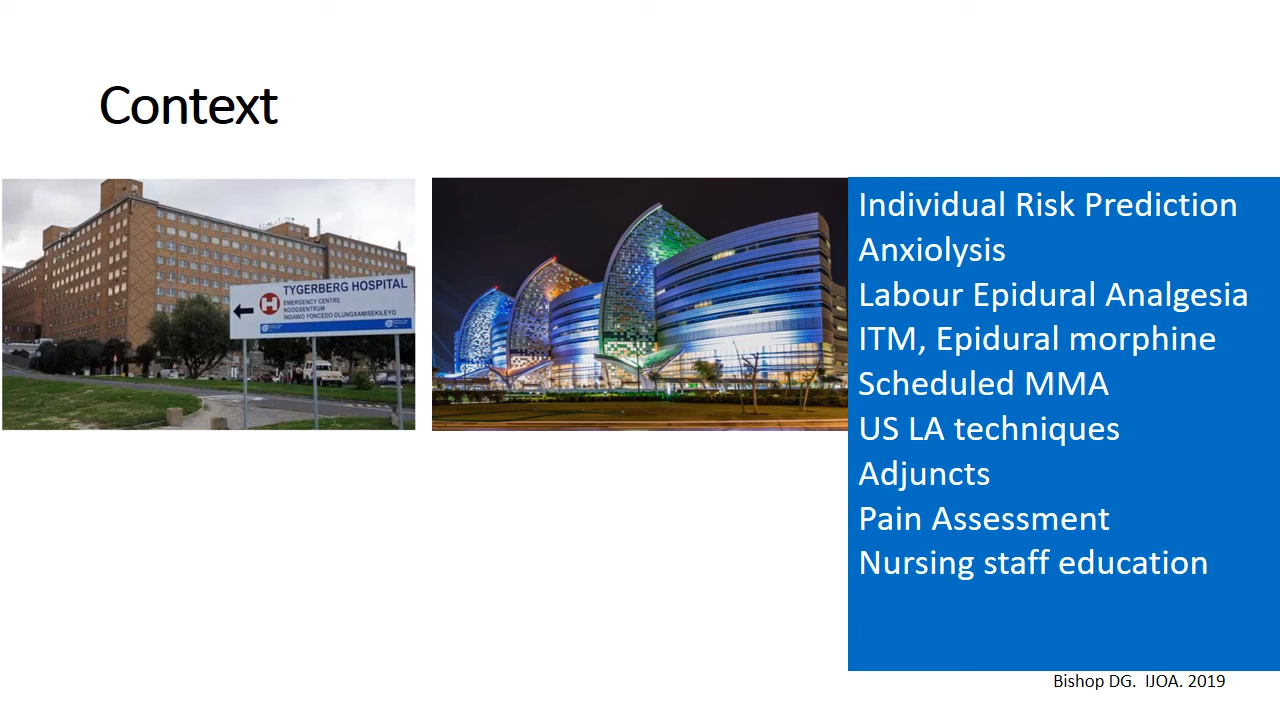 Context
TYGERBERG HOSPITAL
H
EMERGENCY CENTRE
NOODSENTRUM
INDAWO YONCEDO OLUNGXAMISEKILEYO
Individual Risk Prediction
Anxiolysis
Labour Epidural Analgesia
ITM, Epidural morphine
Scheduled MMA
US LA techniques
Adjuncts
Pain Assessment
Nursing staff education
Bishop DG. IJOA. 2019